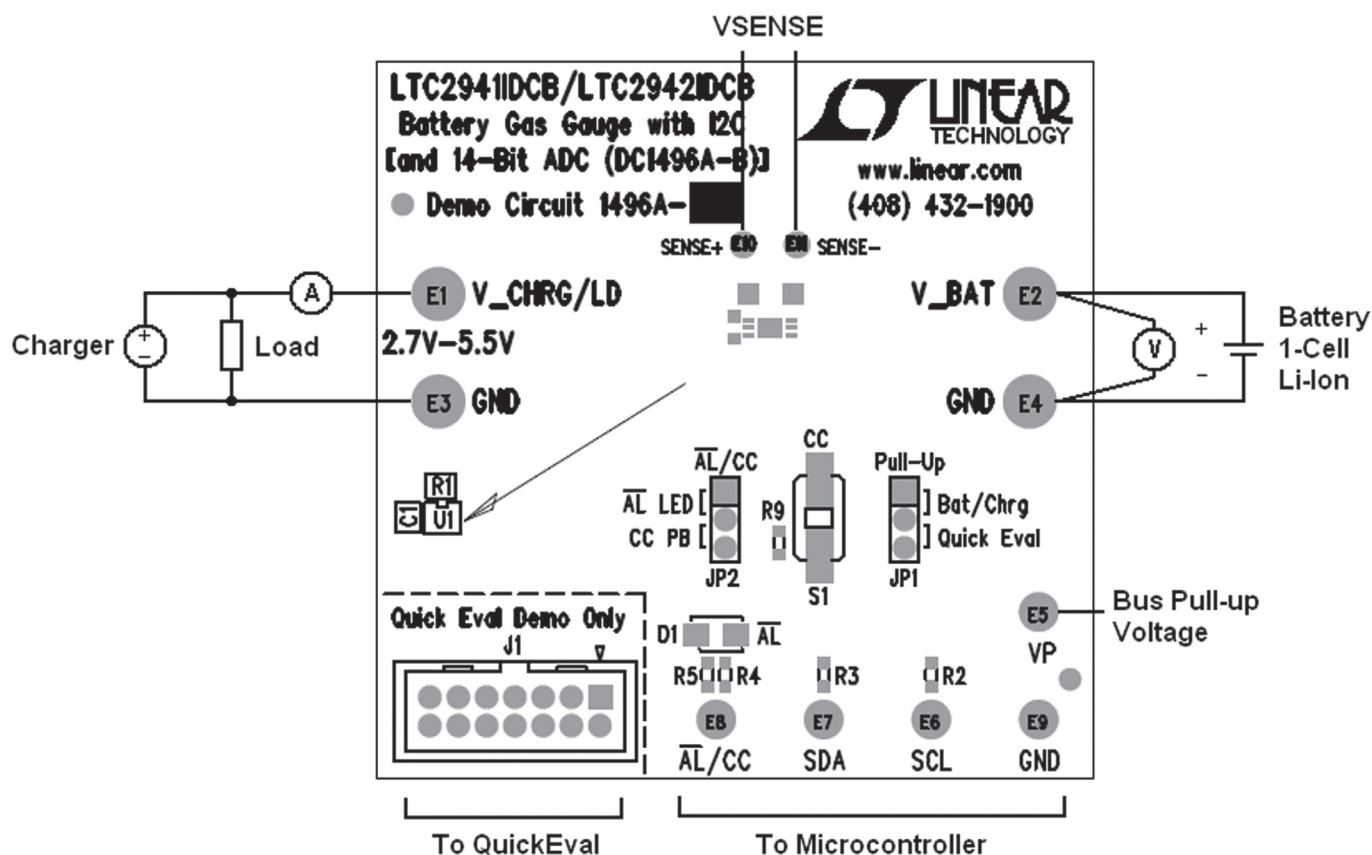 VSENSE
LTC2941IDCB/LTC2942IDCB
Battery Gas Gauge with I2C
[and 14-Bit ADC (DC1496A-B)]
Demo Circuit 1496A-
LINEAR
TECHNOLOGY
www.linear.com
(408) 432-1900
SENSE+ E10 E11 SENSE-
Charger
+
−
Load
A
E1 V_CHRG/LD
2.7V-5.5V
E3 GND
V_BAT E2
GND E4
V
+
−
Battery
1-Cell
Li-Ion
R1
C1 U1
A̅L̅/CC
A̅L̅ LED
CC PB
JP2
CC
R9
S1
Pull-Up
Bat/Chrg
Quick Eval
JP1
E5
VP
Bus Pull-up
Voltage
Quick Eval Demo Only
J1
D1 A̅L̅
R5 R4 R3 R2
E8 E7 E6 E9
A̅L̅/CC SDA SCL GND
To QuickEval To Microcontroller